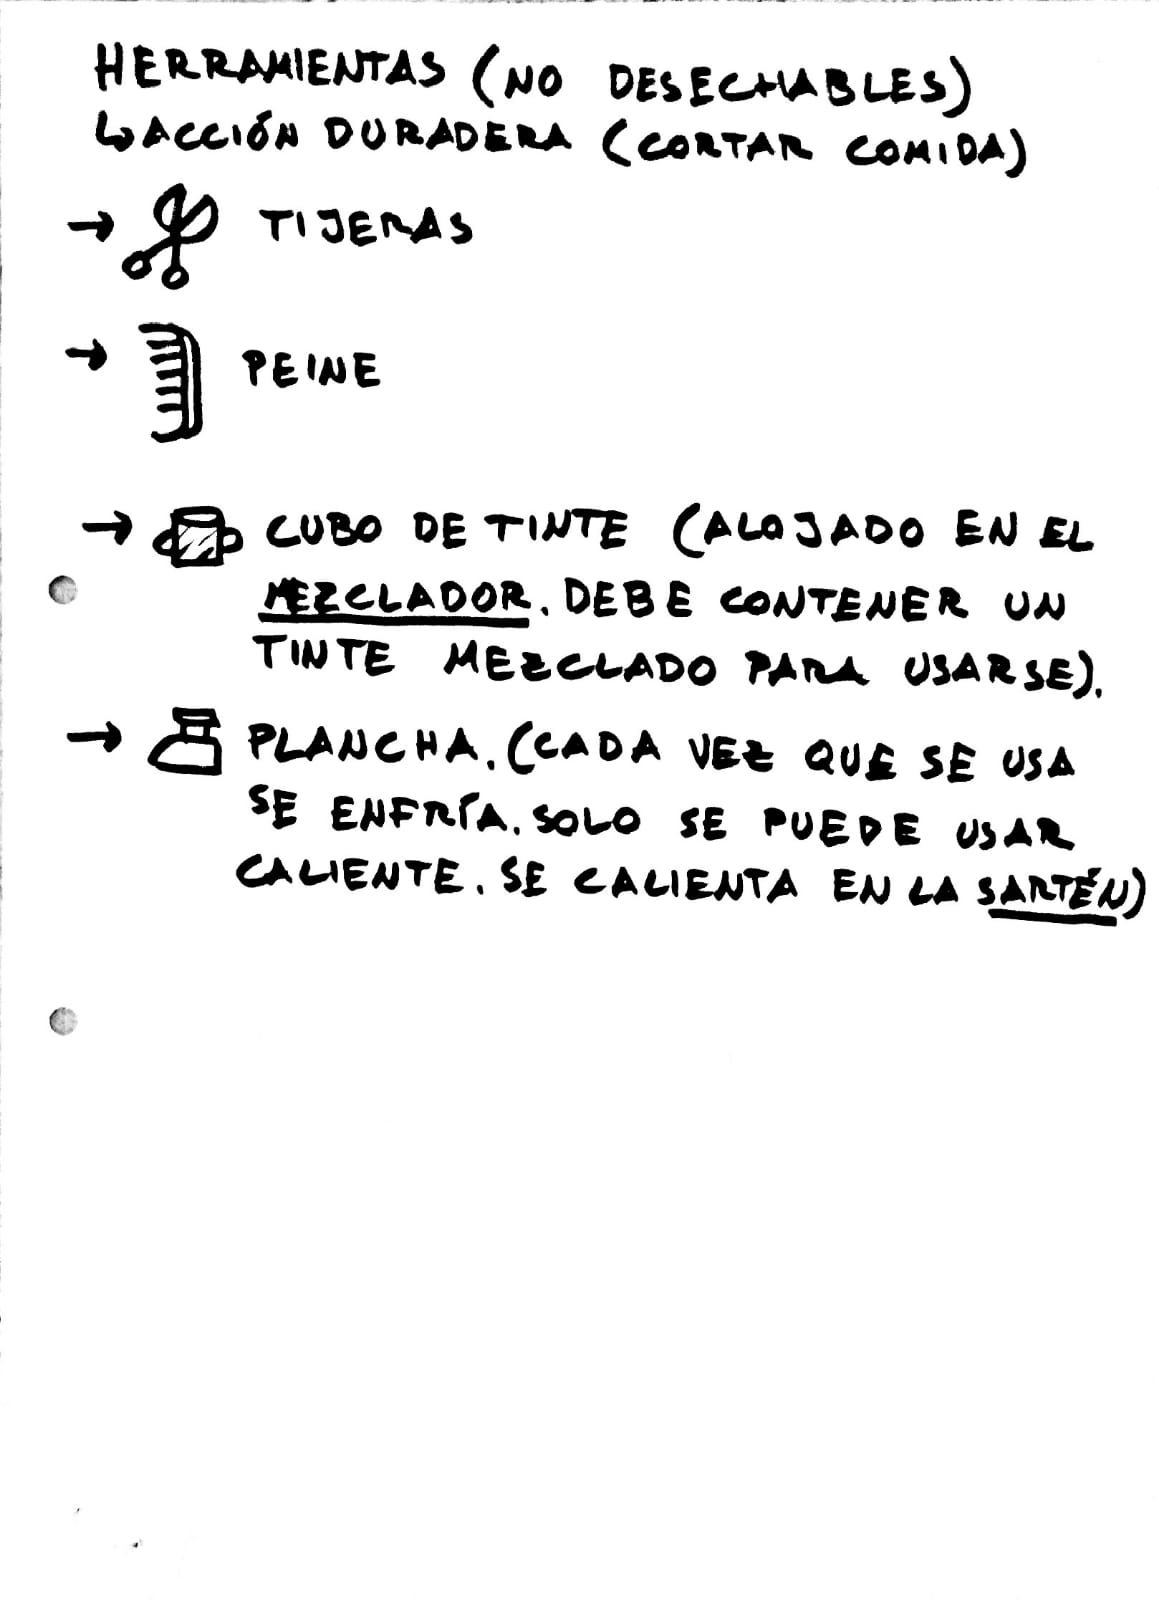 HERRAMIENTAS (NO DESECHABLES)
↳ ACCIÓN DURADERA (CORTAR COMIDA)
→ TIJERAS
→ PEINE
→ CUBO DE TINTE (ALOJADO EN EL
MEZCLADOR. DEBE CONTENER UN
TINTE MEZCLADO PARA USARSE).
→ PLANCHA. (CADA VEZ QUE SE USA
SE ENFRÍA. SOLO SE PUEDE USAR
CALIENTE. SE CALIENTA EN LA SARTÉN)